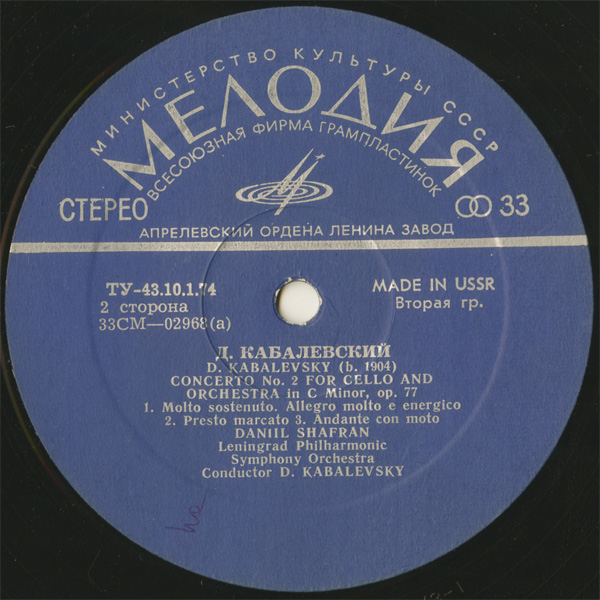 МИНИСТЕРСТВО КУЛЬТУРЫ СССР
МЕЛОДИЯ
ВСЕСОЮЗНАЯ ФИРМА ГРАМПЛАСТИНОК
СТЕРЕО
33
АПРЕЛЕВСКИЙ ОРДЕНА ЛЕНИНА ЗАВОД
ТУ-43.10.1.74
2 сторона
33СМ—02968(а)
MADE IN USSR
Вторая гр.
Д. КАБАЛЕВСКИЙ
D. KABALEVSKY (b. 1904)
CONCERTO No. 2 FOR CELLO AND
ORCHESTRA in C Minor, op. 77
1. Molto sostenuto. Allegro molto e energico
2. Presto marcato 3. Andante con moto
DANIIL SHAFRAN
Leningrad Philharmonic
Symphony Orchestra
Conductor D. KABALEVSKY